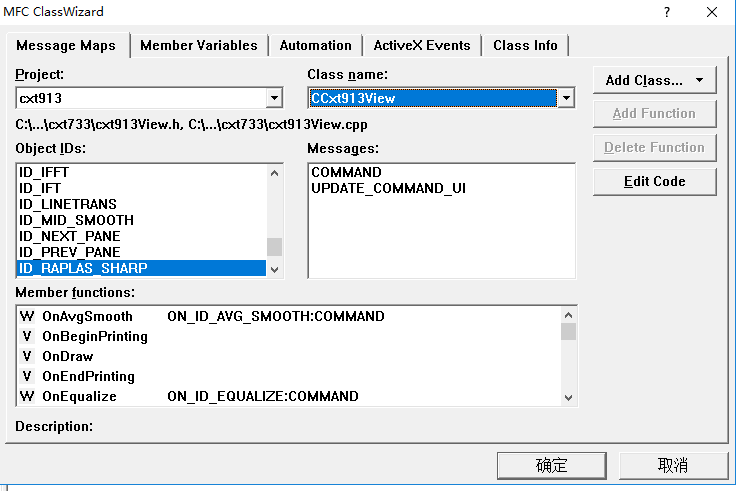 MFC ClassWizard
Message Maps Member Variables Automation ActiveX Events Class Info
Project: Class name:
cxt913 CCxt913View
Add Class...
C:\...\cxt733\cxt913View.h, C:\...\cxt733\cxt913View.cpp
Add Function
Object IDs: Messages:
Delete Function
ID_IFFT COMMAND
ID_IFT UPDATE_COMMAND_UI
Edit Code
ID_LINETRANS
ID_MID_SMOOTH
ID_NEXT_PANE
ID_PREV_PANE
ID_RAPLAS_SHARP
Member functions:
W OnAvgSmooth ON_ID_AVG_SMOOTH:COMMAND
V OnBeginPrinting
V OnDraw
V OnEndPrinting
W OnEqualize ON_ID_EQUALIZE:COMMAND
Description:
确定 取消